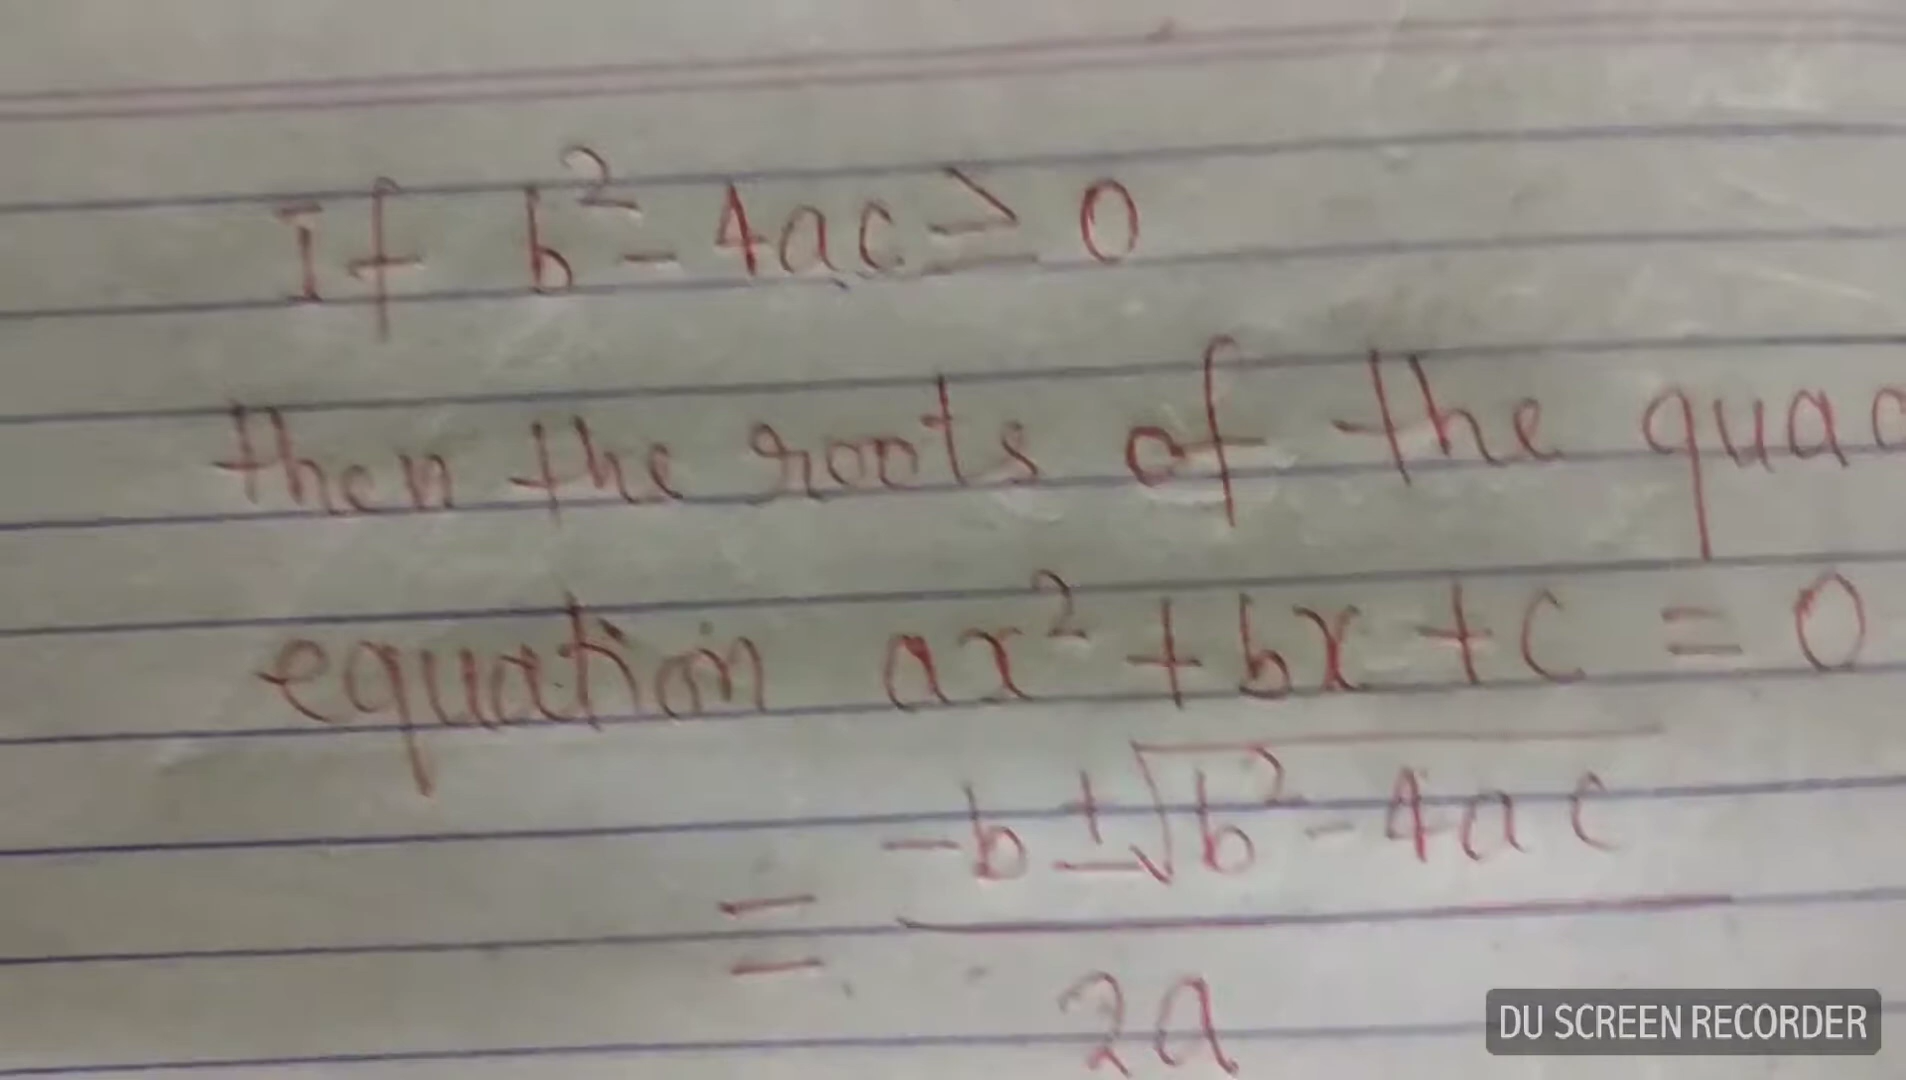 If b² - 4ac ≥ 0
then the roots of the quad
equation ax² + bx + c = 0
= -b ± √b² - 4ac
2a
DU SCREEN RECORDER